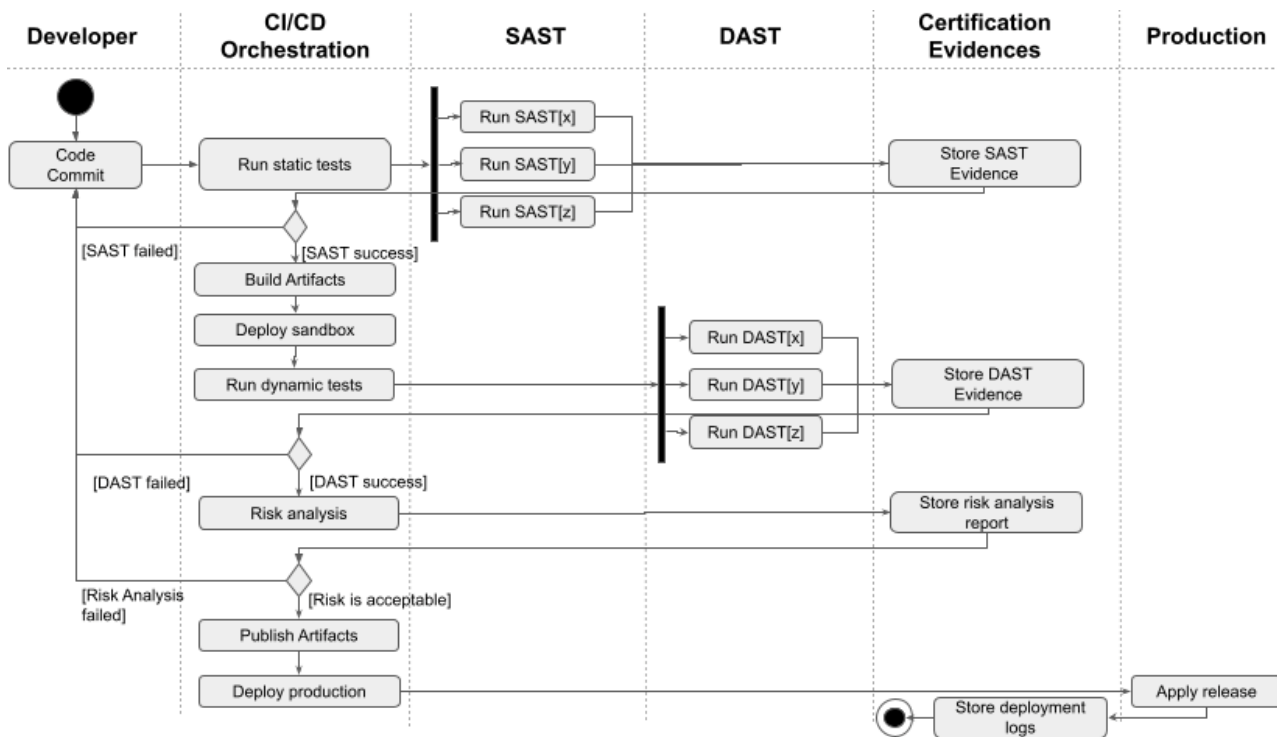 Developer
CI/CD
Orchestration
SAST
DAST
Certification
Evidences
Production
Code
Commit
Run static tests
Run SAST[x]
Run SAST[y]
Run SAST[z]
Store SAST
Evidence
[SAST failed]
[SAST success]
Build Artifacts
Deploy sandbox
Run dynamic tests
Run DAST[x]
Run DAST[y]
Run DAST[z]
Store DAST
Evidence
[DAST failed]
[DAST success]
Risk analysis
Store risk analysis
report
[Risk Analysis
failed]
[Risk is acceptable]
Publish Artifacts
Deploy production
Apply release
Store deployment
logs